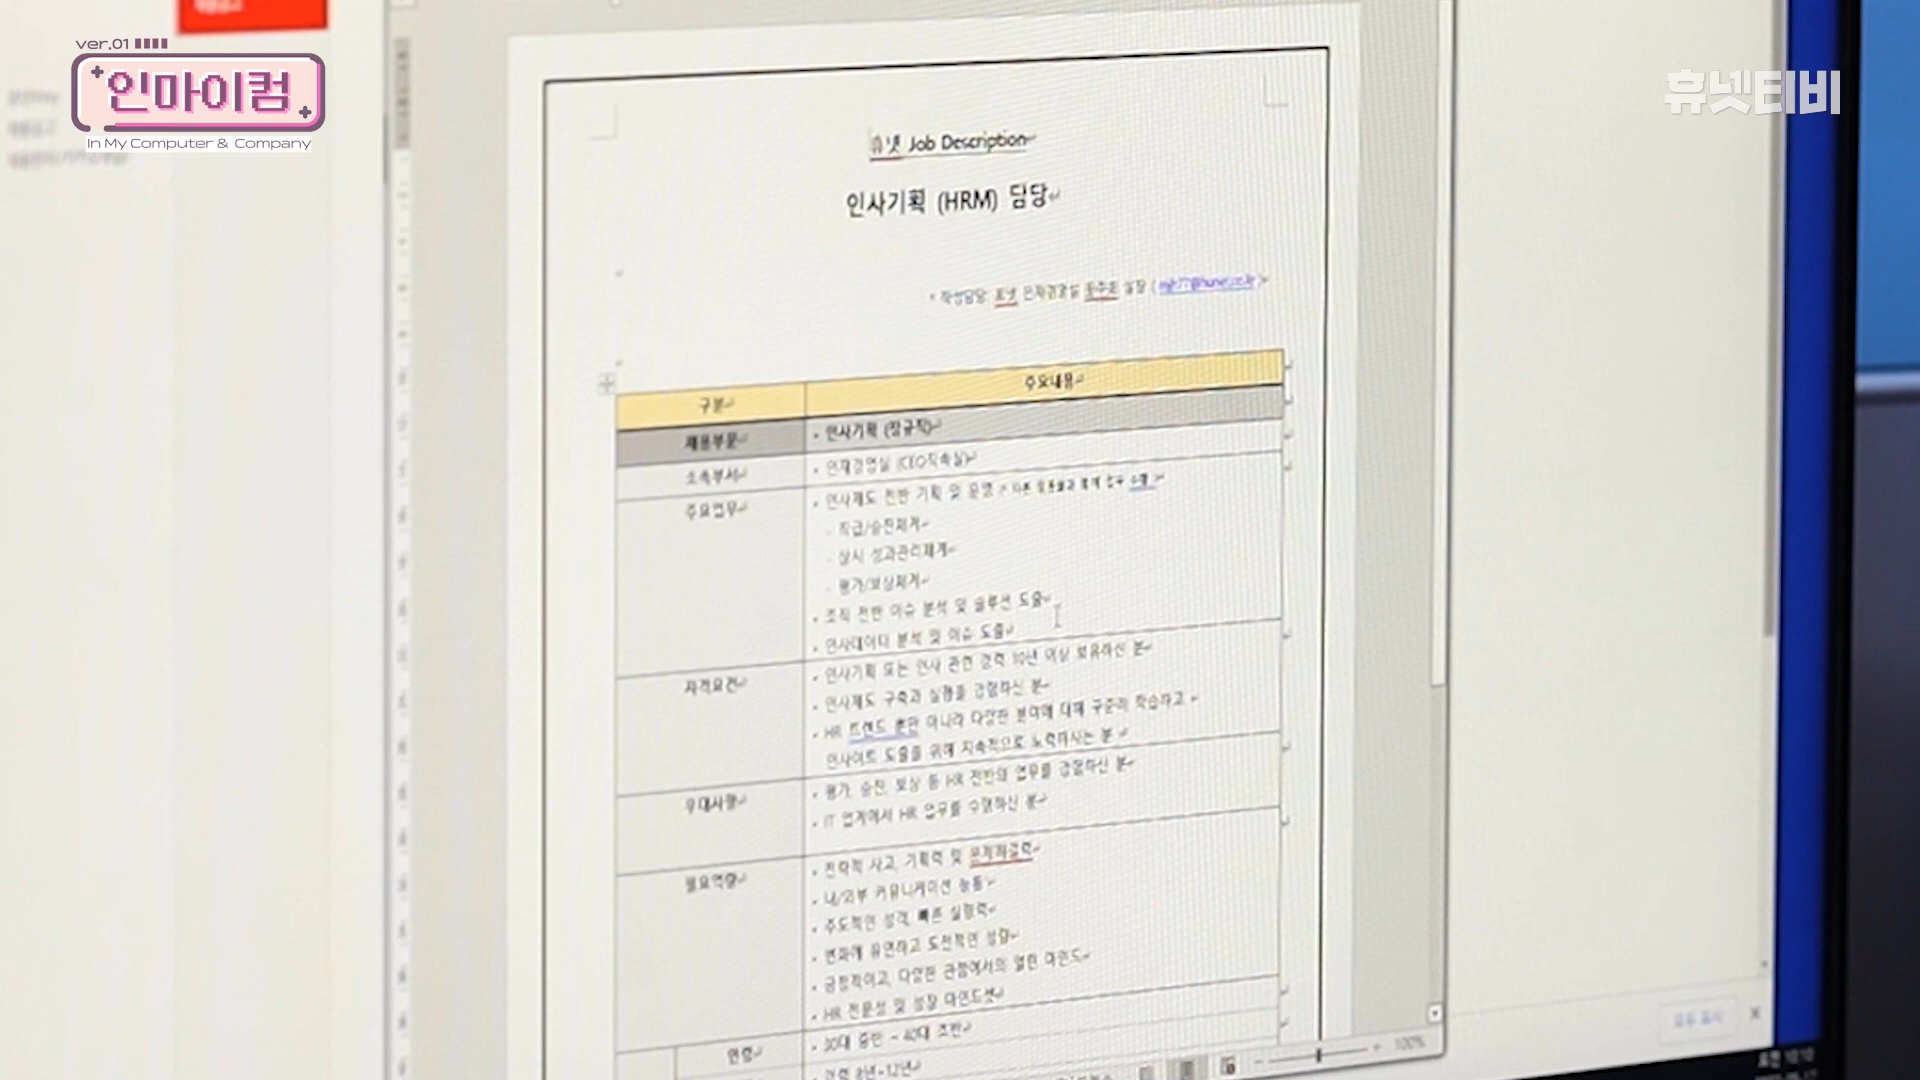 ver.01
인마이컴
In My Computer & Company
휴넷티비
휴넷 Job Description
인사기획 (HRM) 담당
구분 주요내용
채용부문 • 인사기획 (정규직)
소속부서 • 인재경영실 (CEO직속실)
주요업무 • 인사제도 전반 기획 및 운영
- 직급/승진체계
- 상시 성과관리체계
- 평가/보상체계
• 조직 전반 이슈 분석 및 솔루션 도출
• 인사데이터 분석 및 이슈 도출
자격요건 • 인사기획 또는 인사 관련 경력 10년 이상 보유하신 분
• 인사제도 구축과 실행을 경험하신 분
• HR 트렌드 뿐만 아니라 다양한 분야에 대해 꾸준히 학습하고
인사이트 도출을 위해 지속적으로 노력하시는 분
우대사항 • 평가, 승진, 보상 등 HR 전반의 업무를 경험하신 분
• IT 업계에서 HR 업무를 수행하신 분
필요역량 • 전략적 사고, 기획력 및 문제해결력
• 내/외부 커뮤니케이션 능통
• 주도적인 성격, 빠른 실행력
• 변화에 유연하고 도전적인 성향
• 긍정적이고, 다양한 관점에서의 열린 마인드
• HR 전문성 및 성장 마인드셋
연령 • 30대 중반 ~ 40대 초반
• 경력 8년~12년
100%
모두 표시
오전 10:10